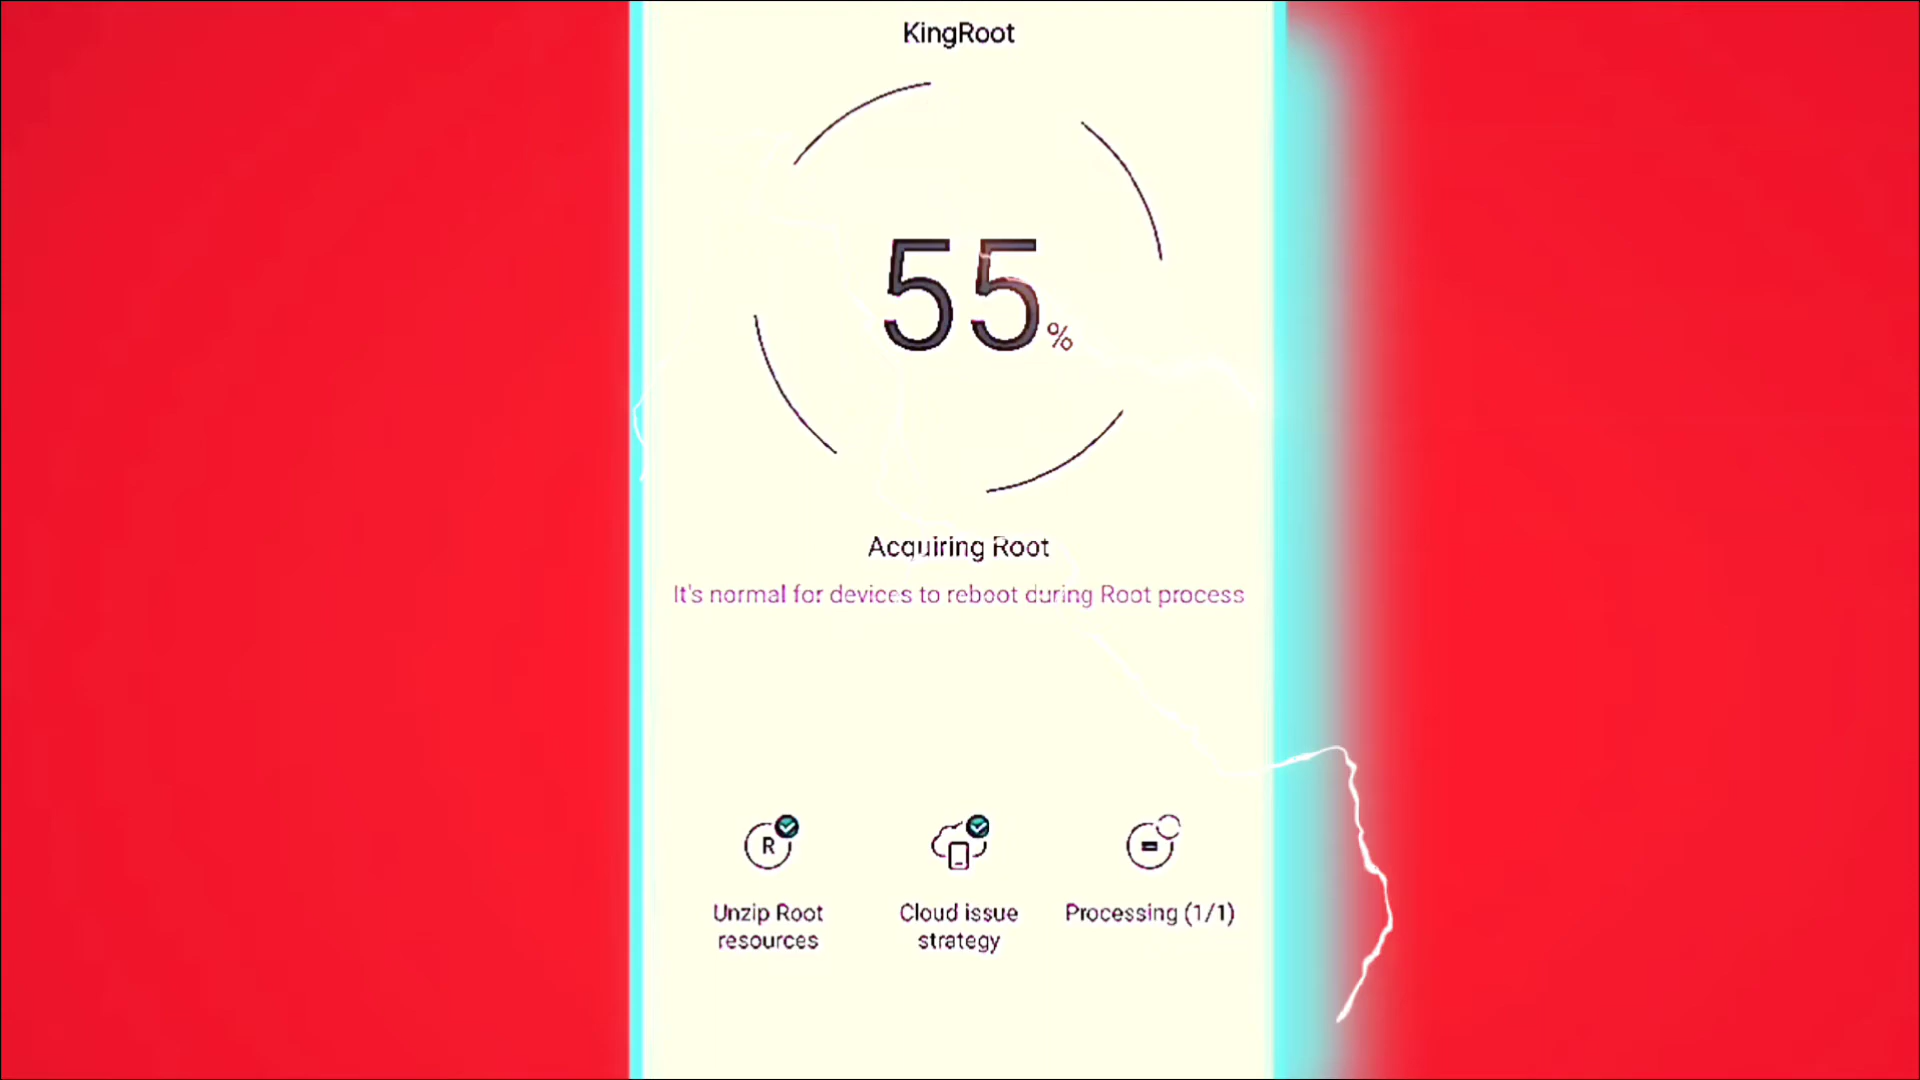 KingRoot
55%
Acquiring Root
It's normal for devices to reboot during Root process
R
Unzip Root
resources
Cloud issue
strategy
Processing (1/1)